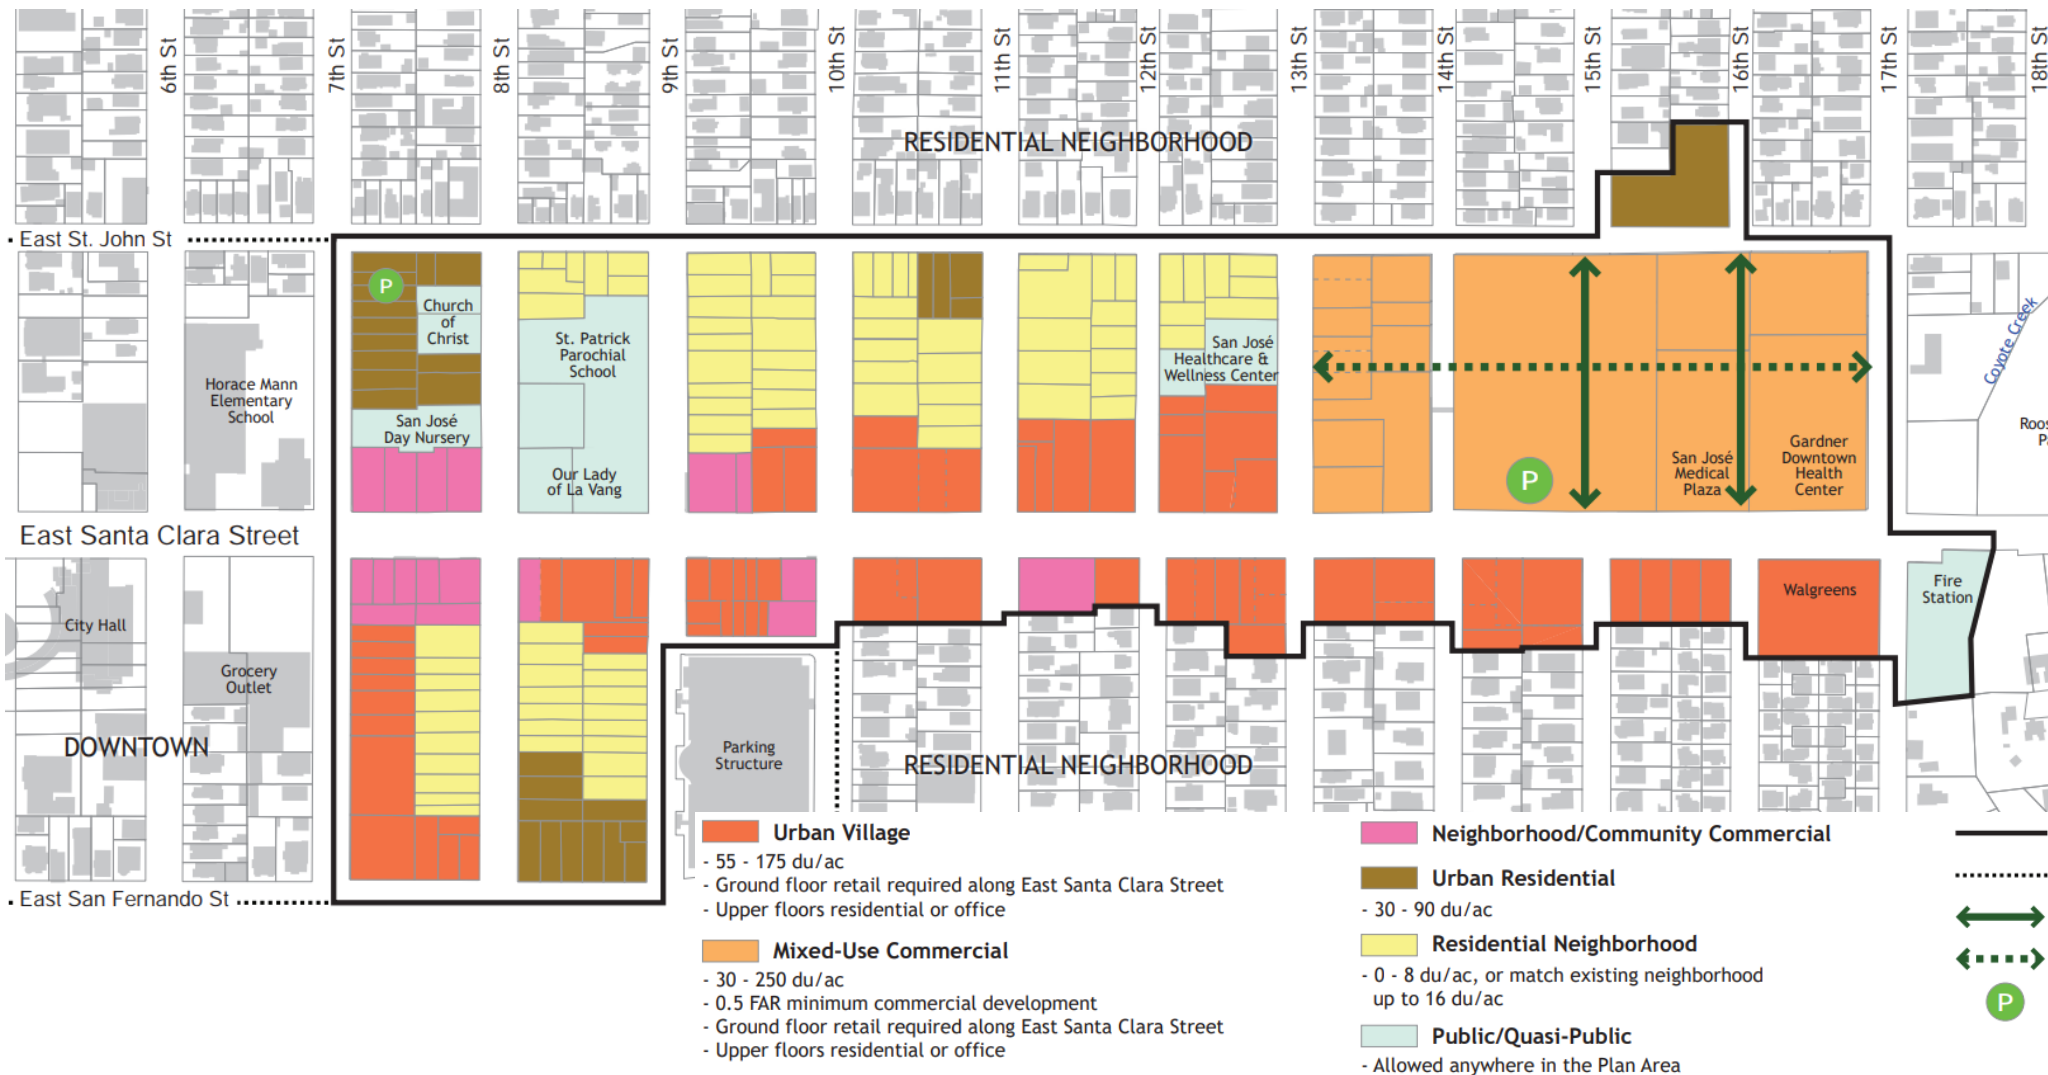 6th St
7th St
8th St
9th St
10th St
11th St
12th St
13th St
14th St
15th St
16th St
17th St
18th St
RESIDENTIAL NEIGHBORHOOD
East St. John St
P
Church
of
Christ
St. Patrick
Parochial
School
San José
Healthcare &
Wellness Center
Coyote Creek
Horace Mann
Elementary
School
San José
Day Nursery
Our Lady
of La Vang
P
San José
Medical
Plaza
Gardner
Downtown
Health
Center
Roos
Pa
East Santa Clara Street
City Hall
Grocery
Outlet
Walgreens
Fire
Station
DOWNTOWN
Parking
Structure
RESIDENTIAL NEIGHBORHOOD
East San Fernando St
Urban Village
- 55 - 175 du/ac
- Ground floor retail required along East Santa Clara Street
- Upper floors residential or office
Mixed-Use Commercial
- 30 - 250 du/ac
- 0.5 FAR minimum commercial development
- Ground floor retail required along East Santa Clara Street
- Upper floors residential or office
Neighborhood/Community Commercial
Urban Residential
- 30 - 90 du/ac
Residential Neighborhood
- 0 - 8 du/ac, or match existing neighborhood
up to 16 du/ac
Public/Quasi-Public
- Allowed anywhere in the Plan Area
P